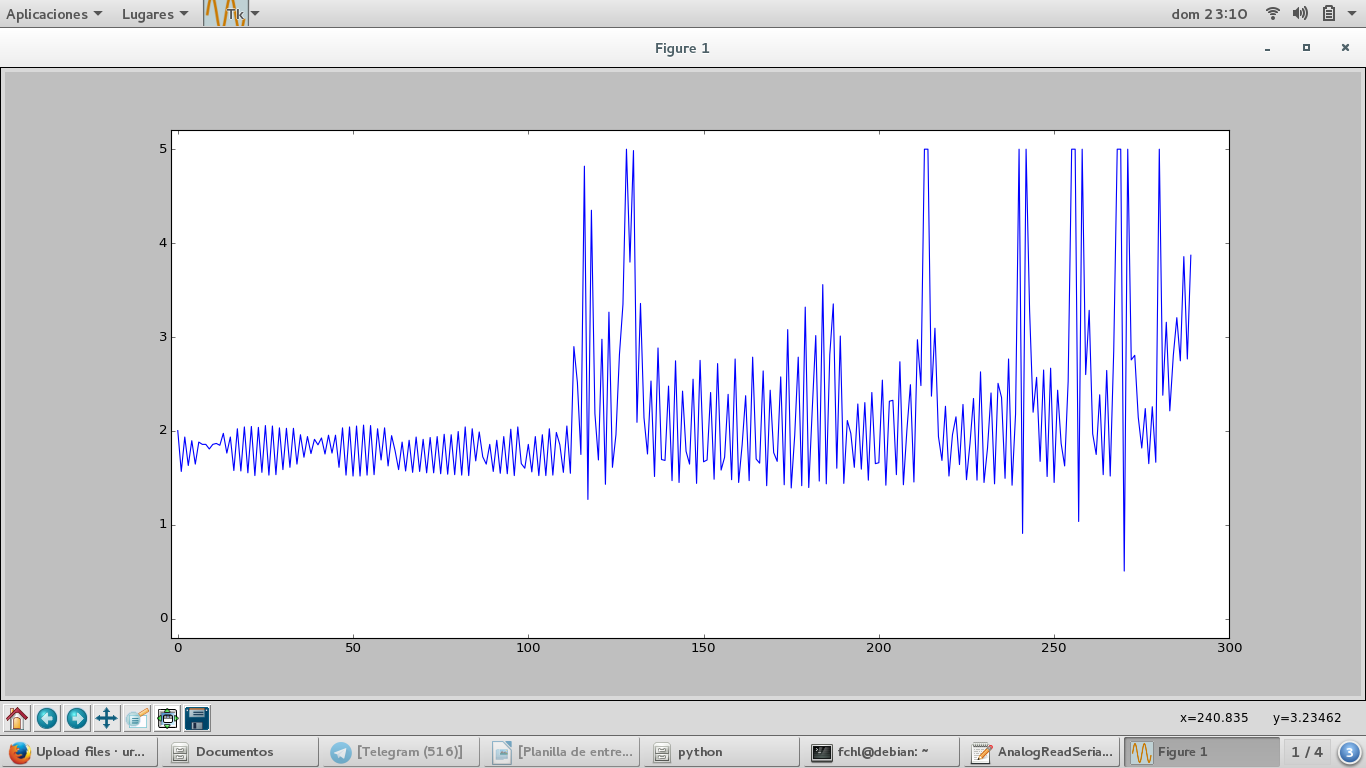 Aplicaciones Lugares Tk dom 23:10
Figure 1
5
4
3
2
1
0
0 50 100 150 200 250 300
x=240.835 y=3.23462
Upload files · ur... Documentos [Telegram (516)] [Planilla de entre... python fchl@debian: ~ AnalogReadSeria... Figure 1 1 / 4 3